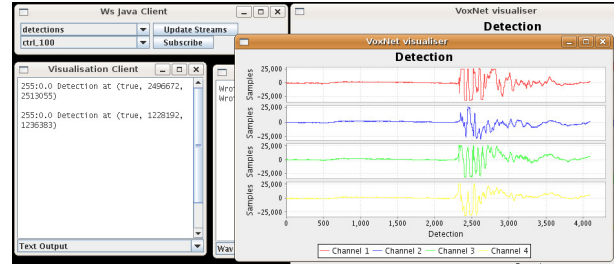 Ws Java Client
detections
Update Streams
ctrl_100
Subscribe
VoxNet visualiser
Detection
Visualisation Client
255:0.0 Detection at (true, 2496672,
2513055)
255:0.0 Detection at (true, 1228192,
1236383)
Text Output
Wro
Wro
Wav
VoxNet visualiser
Detection
25,000
0
-25,000
Samples
25,000
0
-25,000
Samples
25,000
0
-25,000
Samples
25,000
0
-25,000
Samples
0 500 1,000 1,500 2,000 2,500 3,000 3,500 4,000
Detection
Channel 1 Channel 2 Channel 3 Channel 4